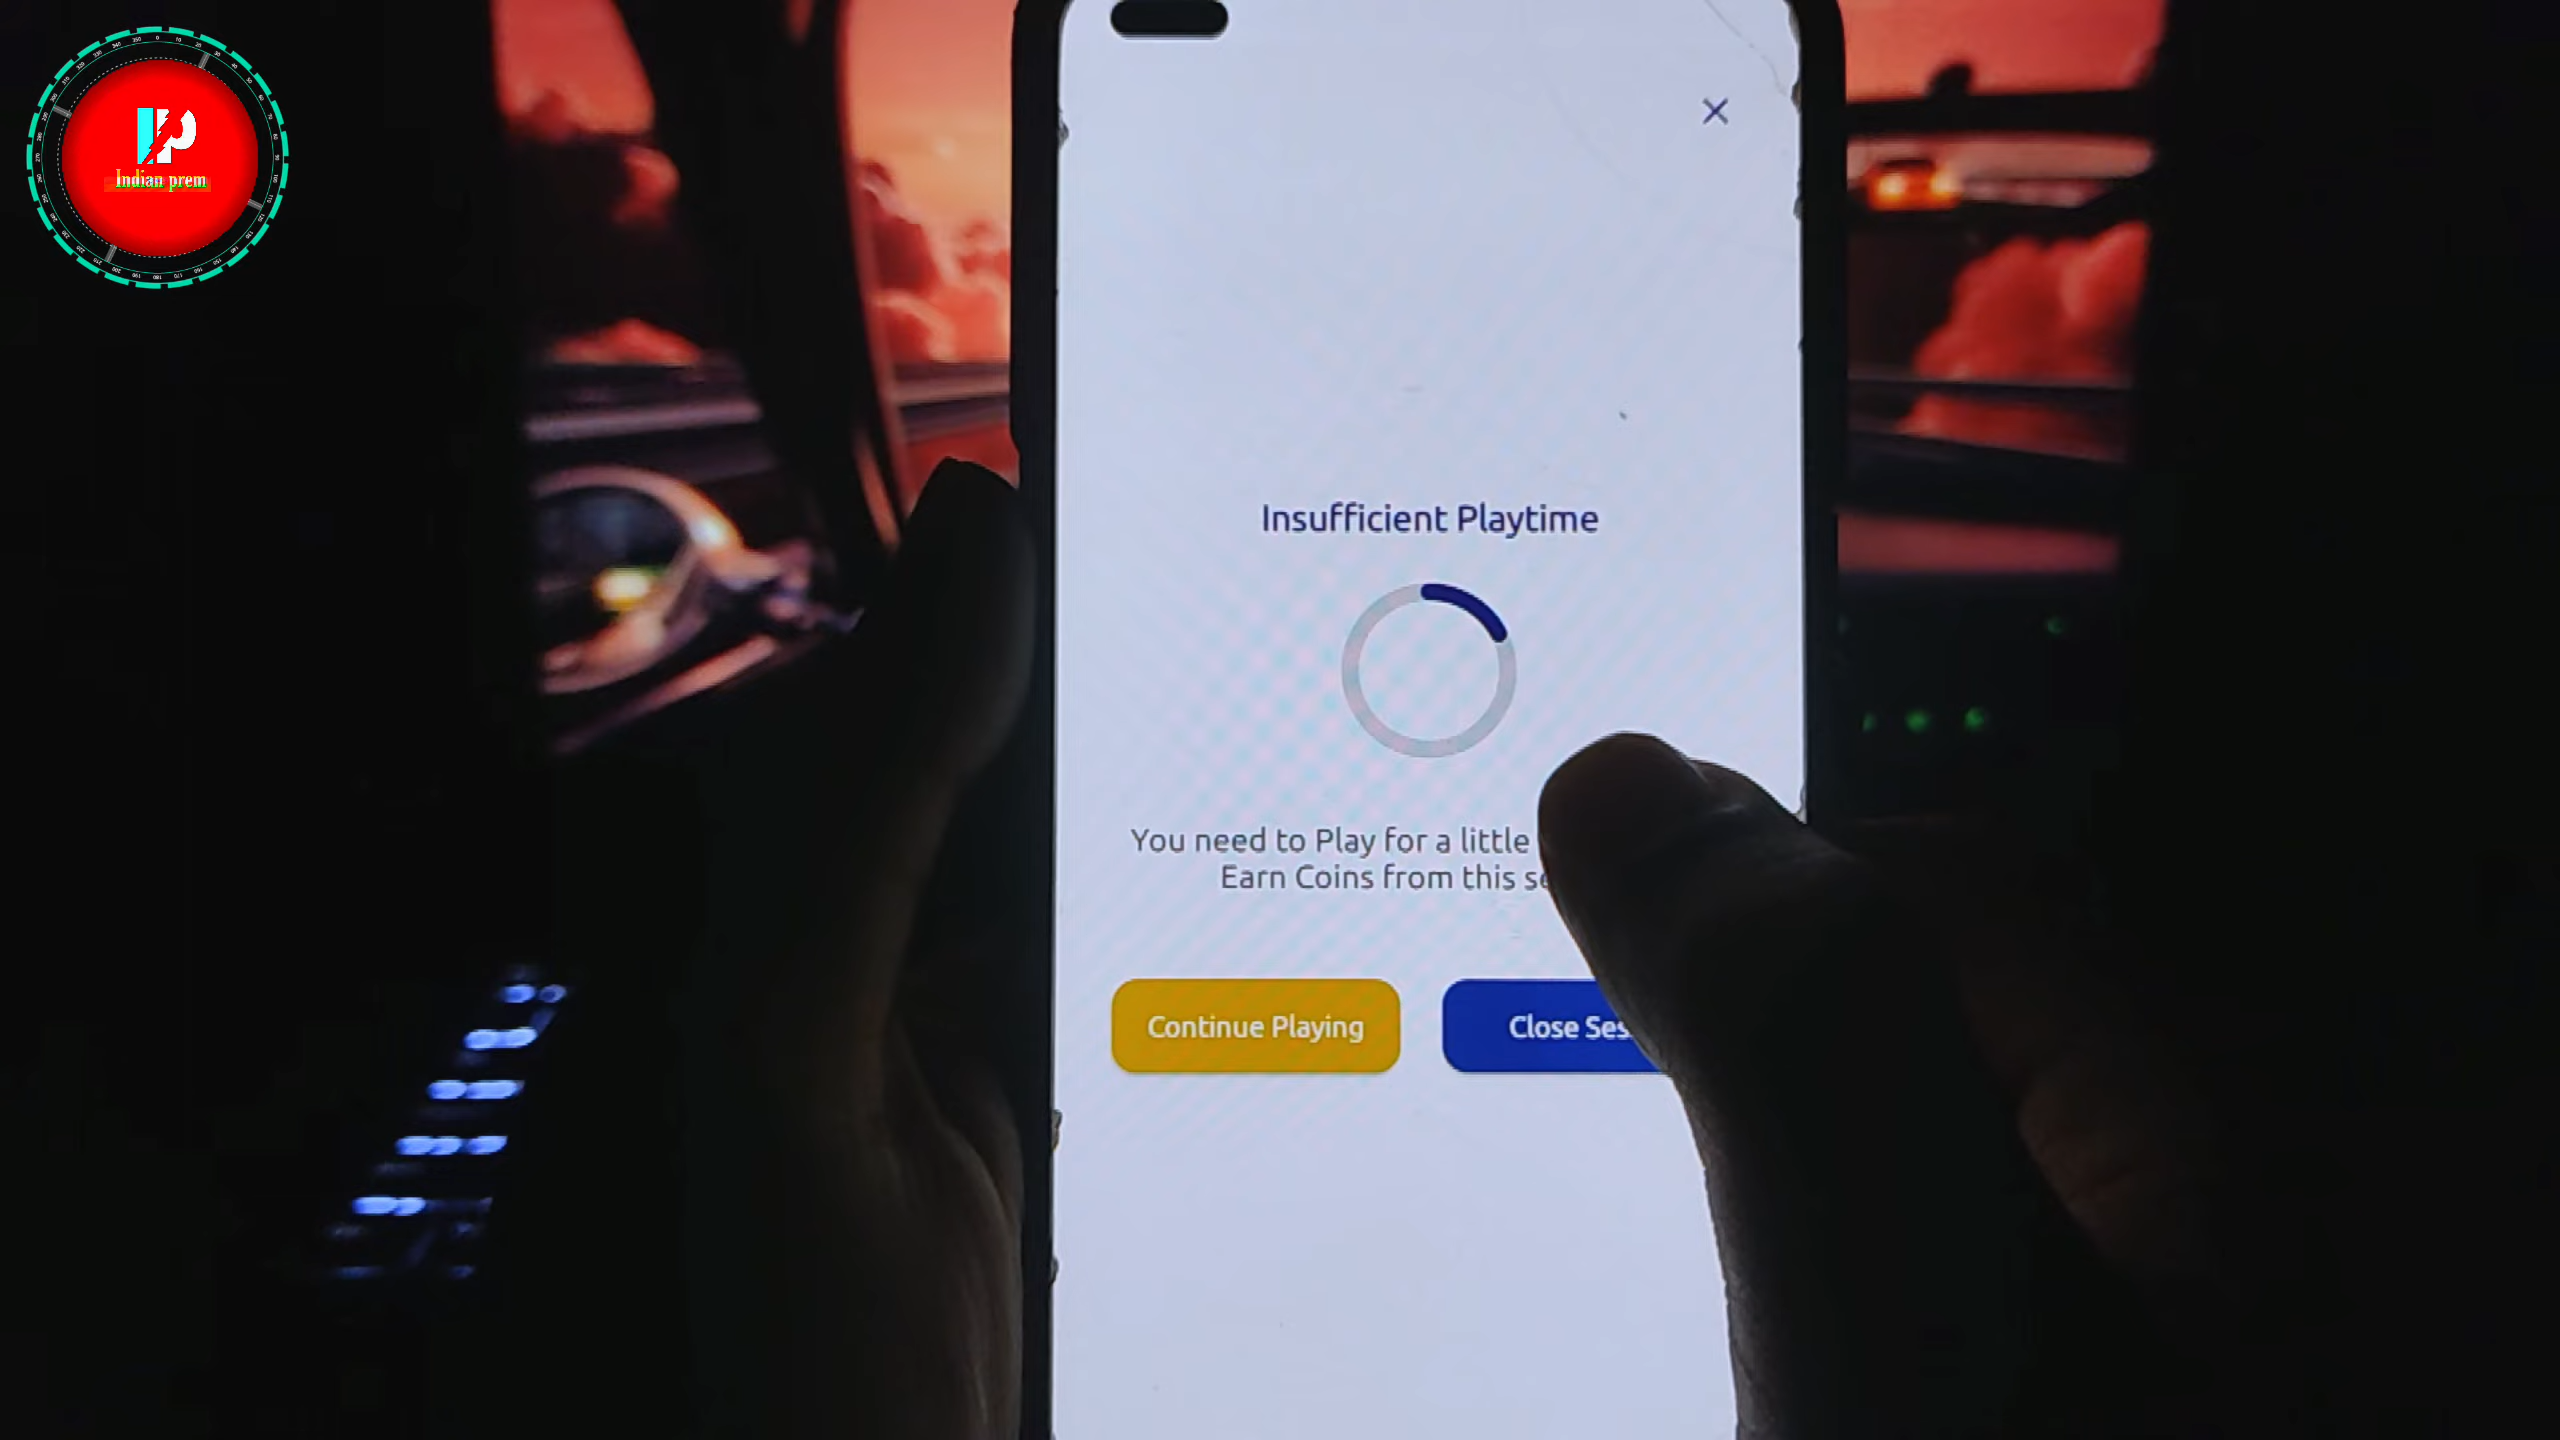 Indian prem
Insufficient Playtime
You need to Play for a little
Earn Coins from this
Continue Playing
Close